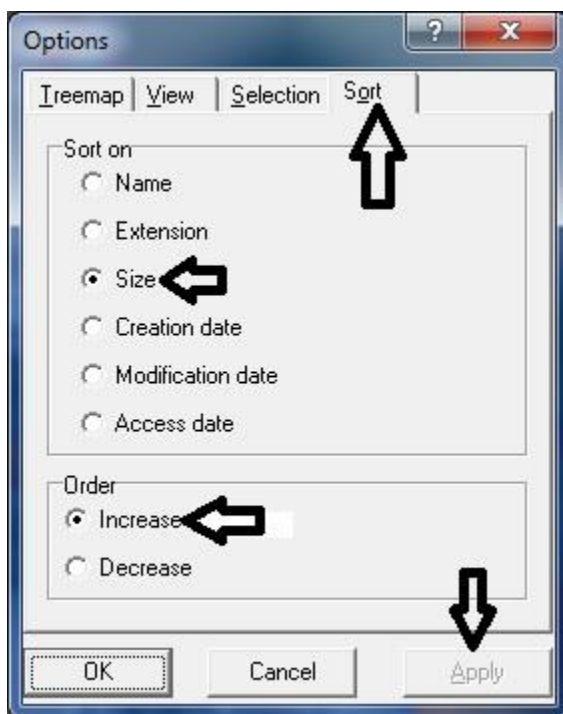 Options
?
X
Treemap View Selection Sort
Sort on
Name
Extension
Size
Creation date
Modification date
Access date
Order
Increase
Decrease
OK Cancel Apply